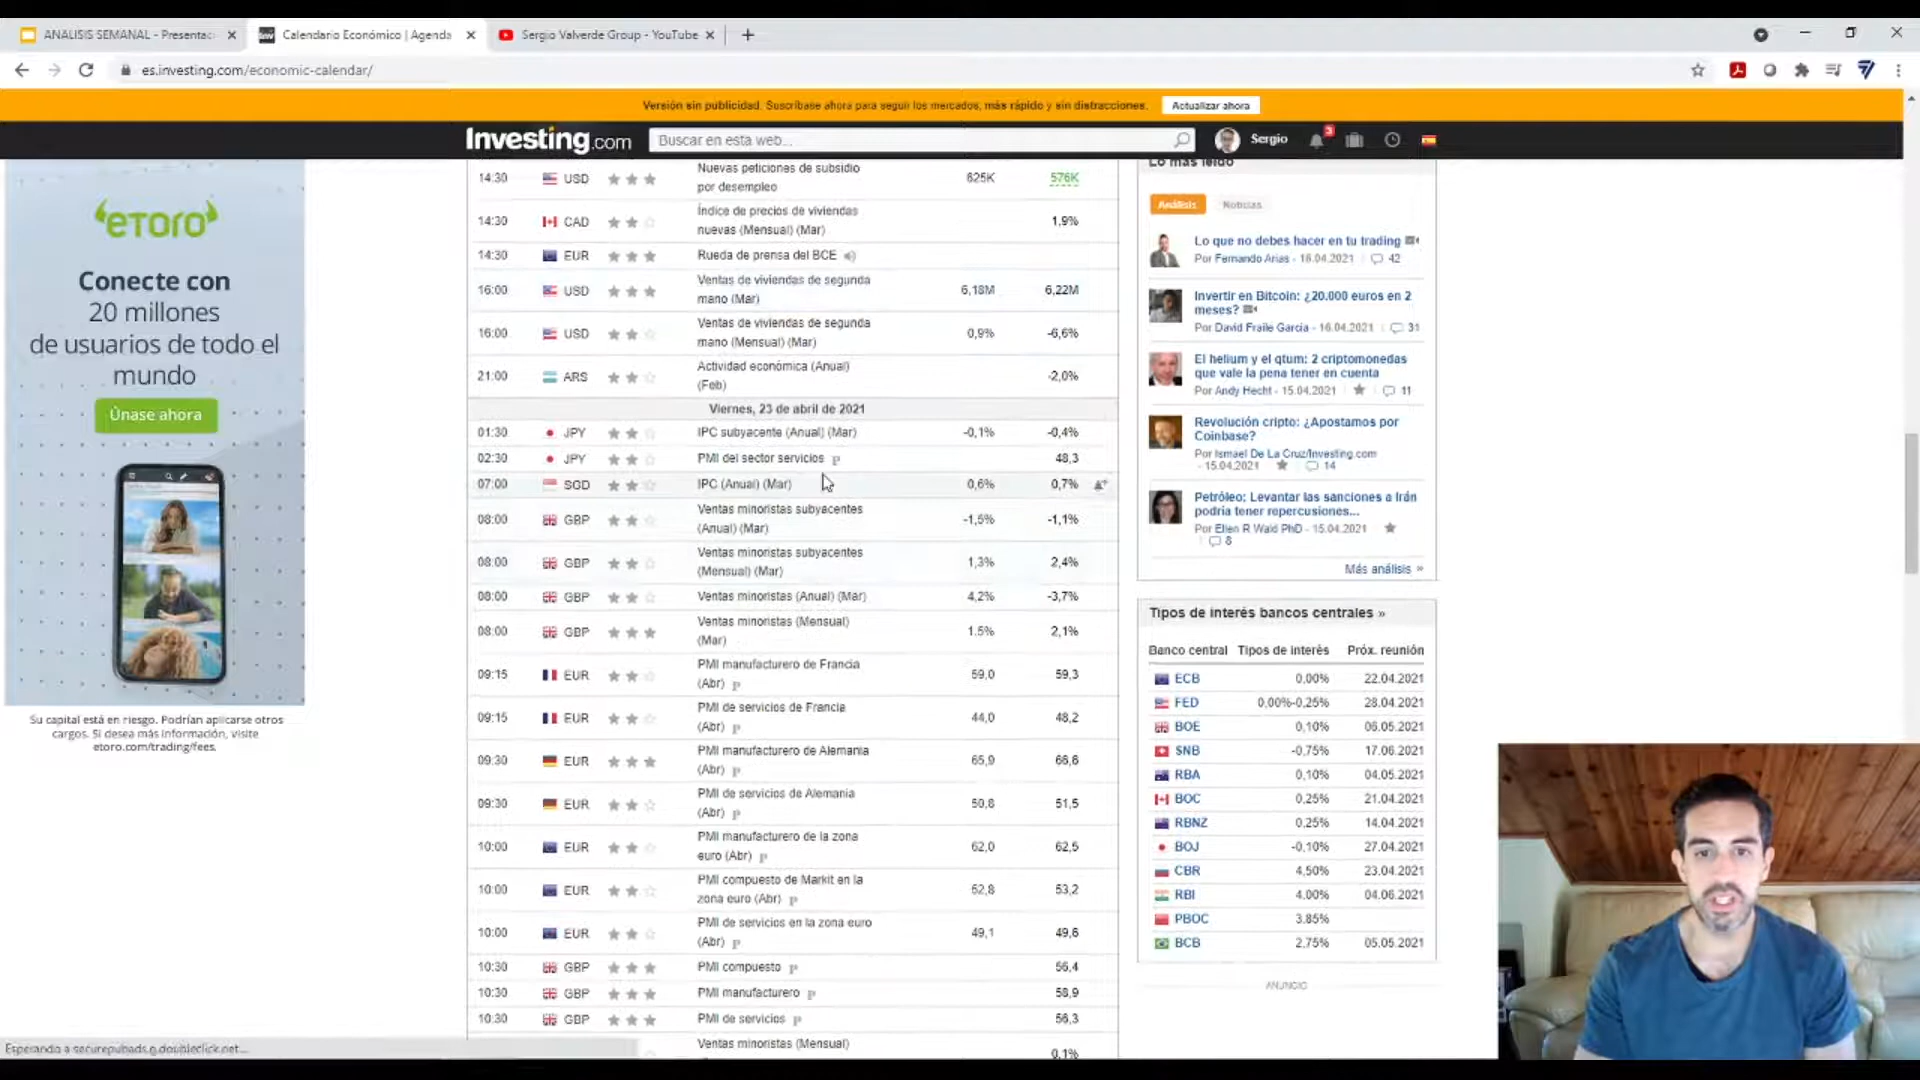 ANALISIS SEMANAL - Presentac
Calendario Económico | Agenda
Sergio Valverde Group - YouTube
es.investing.com/economic-calendar/
Versión sin publicidad. Suscríbase ahora para seguir los mercados, más rápido y sin distracciones.
Actualizar ahora
Investing.com
Buscar en esta web...
3
Sergio
eToro
Conecte con
20 millones
de usuarios de todo el
mundo
Únase ahora
Su capital está en riesgo. Podrían aplicarse otros
cargos. Si desea más información, visite
etoro.com/trading/fees.
14:30 USD Nuevas peticiones de subsidio 625K 576K
por desempleo
14:30 CAD Índice de precios de viviendas 1,9%
nuevas (Mensual) (Mar)
14:30 EUR Rueda de prensa del BCE
16:00 USD Ventas de viviendas de segunda 6,18M 6,22M
mano (Mar)
16:00 USD Ventas de viviendas de segunda 0,9% -6,6%
mano (Mensual) (Mar)
21:00 ARS Actividad económica (Anual) -2,0%
(Feb)
Viernes, 23 de abril de 2021
01:30 JPY IPC subyacente (Anual) (Mar) -0,1% -0,4%
02:30 JPY PMI del sector servicios P 48,3
07:00 SGD IPC (Anual) (Mar) 0,6% 0,7%
08:00 GBP Ventas minoristas subyacentes -1,5% -1,1%
(Anual) (Mar)
08:00 GBP Ventas minoristas subyacentes 1,3% 2,4%
(Mensual) (Mar)
08:00 GBP Ventas minoristas (Anual) (Mar) 4,2% -3,7%
08:00 GBP Ventas minoristas (Mensual) 1.5% 2,1%
(Mar)
09:15 EUR PMI manufacturero de Francia 59,0 59,3
(Abr) P
09:15 EUR PMI de servicios de Francia 44,0 48,2
(Abr) P
09:30 EUR PMI manufacturero de Alemania 65,9 66,6
(Abr) P
09:30 EUR PMI de servicios de Alemania 50,8 51,5
(Abr) P
10:00 EUR PMI manufacturero de la zona 62,0 62,5
euro (Abr) P
10:00 EUR PMI compuesto de Markit en la 52,8 53,2
zona euro (Abr) P
10:00 EUR PMI de servicios en la zona euro 49,1 49,6
(Abr) P
10:30 GBP PMI compuesto P 56,4
10:30 GBP PMI manufacturero P 58,9
10:30 GBP PMI de servicios P 56,3
Ventas minoristas (Mensual) 0,1%
Lo más leído
Análisis Noticias
Lo que no debes hacer en tu trading
Por Fernando Arias - 16.04.2021 42
Invertir en Bitcoin: ¿20.000 euros en 2
meses?
Por David Fraile Garcia - 16.04.2021 31
El helium y el qtum: 2 criptomonedas
que vale la pena tener en cuenta
Por Andy Hecht - 15.04.2021 11
Revolución cripto: ¿Apostamos por
Coinbase?
Por Ismael De La Cruz/Investing.com
- 15.04.2021 14
Petróleo: Levantar las sanciones a Irán
podría tener repercusiones...
Por Ellen R Wald PhD - 15.04.2021
8
Más análisis »
Tipos de interés bancos centrales »
Banco central Tipos de interés Próx. reunión
ECB 0,00% 22.04.2021
FED 0,00%-0,25% 28.04.2021
BOE 0,10% 06.05.2021
SNB -0,75% 17.06.2021
RBA 0,10% 04.05.2021
BOC 0,25% 21.04.2021
RBNZ 0,25% 14.04.2021
BOJ -0,10% 27.04.2021
CBR 4,50% 23.04.2021
RBI 4.00% 04.06.2021
PBOC 3.85%
BCB 2,75% 05.05.2021
ANUNCIO
Esperando a securepubads.g.doubleclick.net...